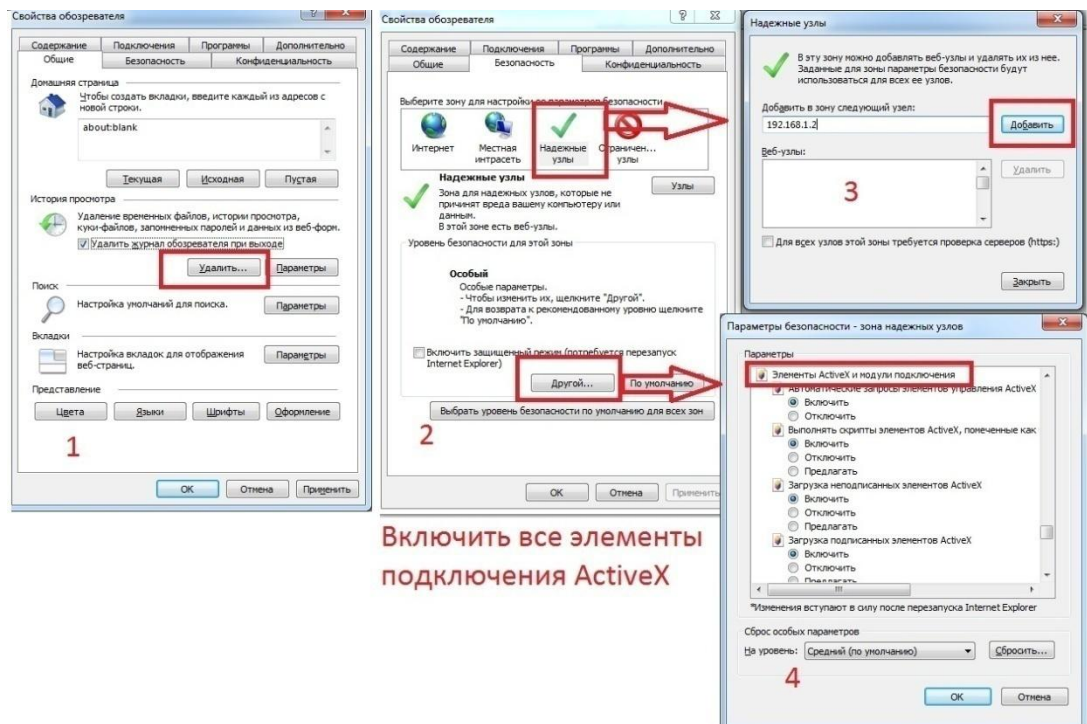 Свойства обозревателя
Содержание Подключения Программы Дополнительно
Общие Безопасность Конфиденциальность
Домашняя страница
Чтобы создать вкладки, введите каждый из адресов с
новой строки.
about:blank
Текущая Исходная Пустая
История просмотра
Удаление временных файлов, истории просмотра,
куки-файлов, запомненных паролей и данных из веб-форм.
Удалить журнал обозревателя при выходе
Удалить... Параметры
Поиск
Настройка умолчаний для поиска. Параметры
Вкладки
Настройка вкладок для отображения
веб-страниц.
Параметры
Представление
Цвета Языки Шрифты Оформление
1
ОК Отмена Применить
Свойства обозревателя
Содержание Подключения Программы Дополнительно
Общие Безопасность Конфиденциальность
Выберите зону для настройки ее параметров безопасности.
Интернет Местная интрасеть Надежные узлы Ограничен... узлы
Надежные узлы
Узлы
Зона для надежных узлов, которые не
причинят вреда вашему компьютеру или
данным.
В этой зоне есть веб-узлы.
Уровень безопасности для этой зоны
Особый
Особые параметры.
- Чтобы изменить их, щелкните "Другой".
- Для возврата к рекомендованному уровню щелкните
"По умолчанию".
Включить защищенный режим (потребуется перезапуск
Internet Explorer)
Другой... По умолчанию
Выбрать уровень безопасности по умолчанию для всех зон
2
ОК Отмена Применить
Включить все элементы
подключения ActiveX
Надежные узлы
В эту зону можно добавлять веб-узлы и удалять их из нее.
Заданные для зоны параметры безопасности будут
использоваться для всех ее узлов.
Добавить в зону следующий узел:
192.168.1.2 Добавить
Веб-узлы:
Удалить
3
Для всех узлов этой зоны требуется проверка серверов (https:)
Закрыть
Параметры безопасности - зона надежных узлов
Параметры
Элементы ActiveX и модули подключения
Автоматические запросы элементов управления ActiveX
Включить
Отключить
Выполнять скрипты элементов ActiveX, помеченные как
Включить
Отключить
Предлагать
Загрузка неподписанных элементов ActiveX
Включить
Отключить
Предлагать
Загрузка подписанных элементов ActiveX
Включить
Отключить
Предлагать
*Изменения вступают в силу после перезапуска Internet Explorer
Сброс особых параметров
На уровень: Средний (по умолчанию) Сбросить...
4
ОК Отмена